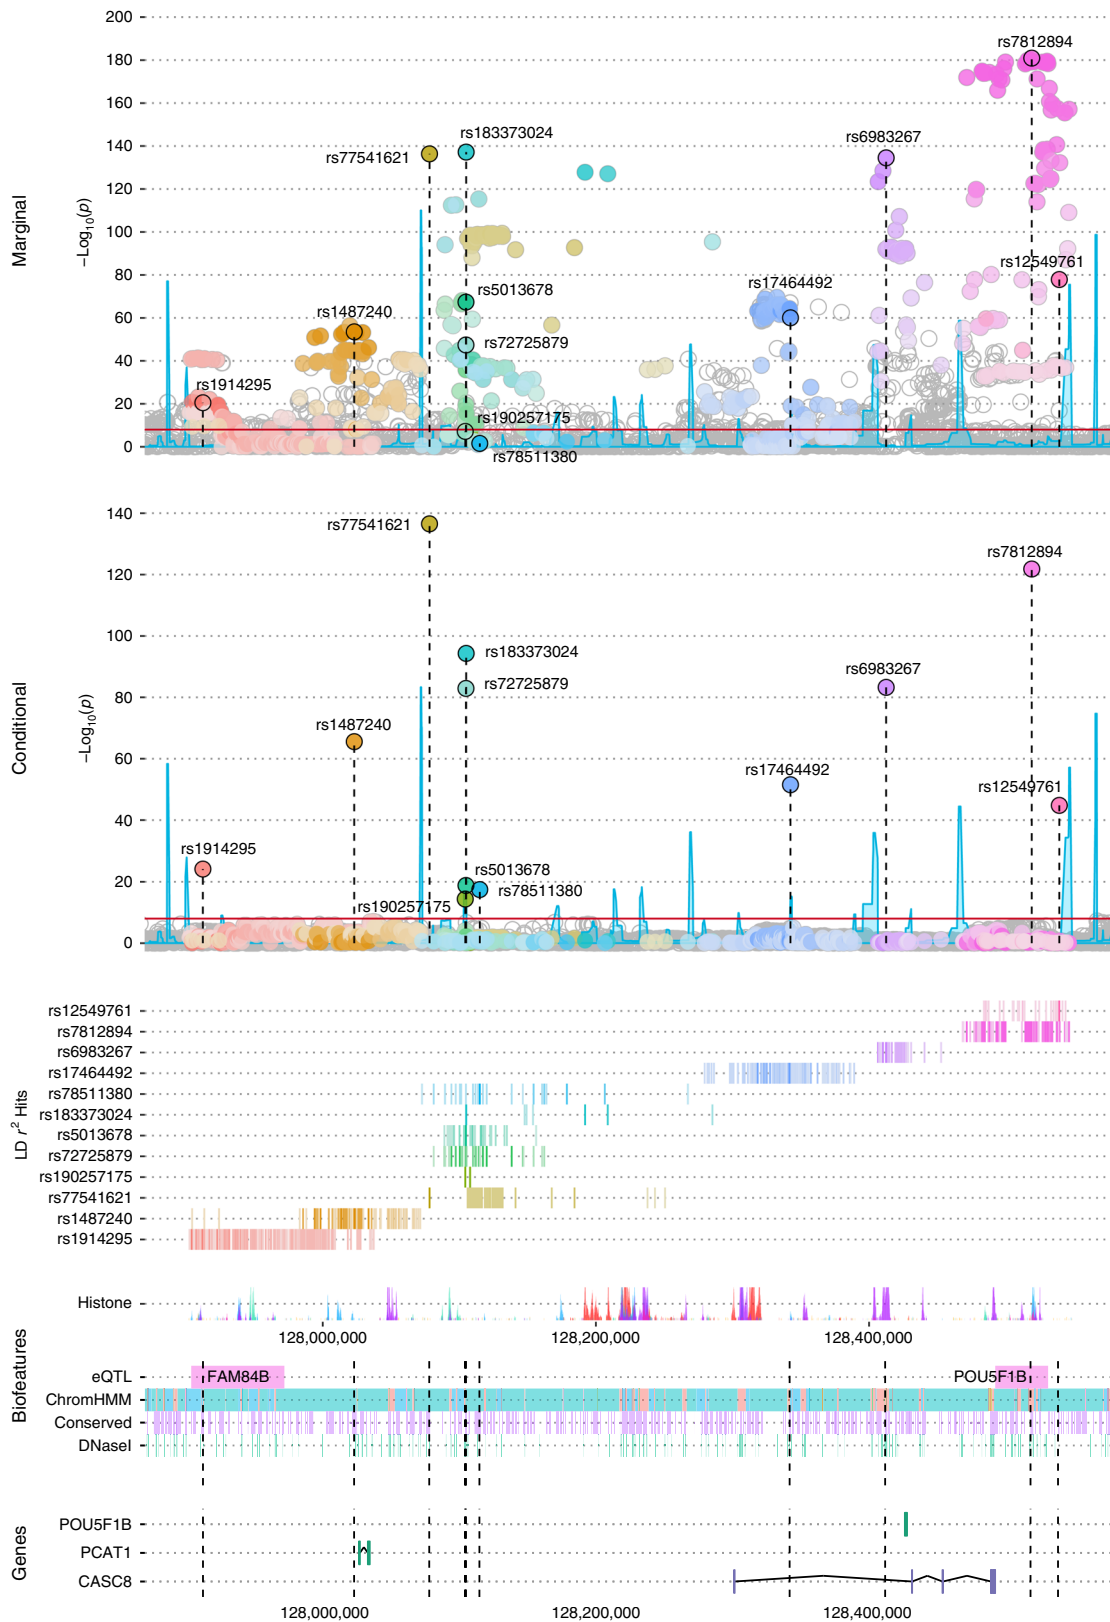 Marginal
−Log10(p)
200
180
160
140
120
100
80
60
40
20
0
rs7812894
rs183373024
rs77541621
rs6983267
rs12549761
rs5013678
rs17464492
rs1487240
rs72725879
rs1914295
rs190257175
rs78511380
Conditional
−Log10(p)
140
120
100
80
60
40
20
0
rs77541621
rs7812894
rs183373024
rs72725879
rs6983267
rs1487240
rs17464492
rs12549761
rs1914295
rs5013678
rs78511380
rs190257175
LD r² Hits
rs12549761
rs7812894
rs6983267
rs17464492
rs78511380
rs183373024
rs5013678
rs72725879
rs190257175
rs77541621
rs1487240
rs1914295
Histone
128,000,000 128,200,000 128,400,000
Biofeatures
eQTL FAM84B POU5F1B
ChromHMM
Conserved
DNaseI
Genes
POU5F1B
PCAT1
CASC8
128,000,000 128,200,000 128,400,000